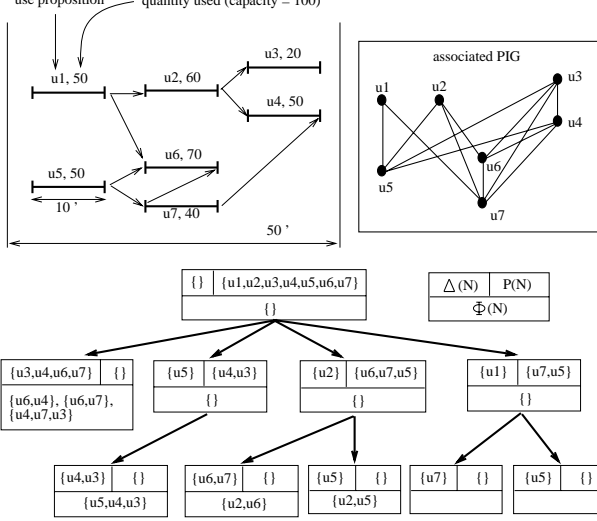 use proposition quantity used (capacity = 100)
u1, 50
u2, 60
u3, 20
u4, 50
u5, 50
u6, 70
u7, 40
10 '
50 '
associated PIG
u1
u2
u3
u4
u5
u6
u7
{} {u1,u2,u3,u4,u5,u6,u7}
{}
Δ(N) P(N)
Φ(N)
{u3,u4,u6,u7} {}
{u6,u4}, {u6,u7},
{u4,u7,u3}
{u5} {u4,u3}
{}
{u2} {u6,u7,u5}
{}
{u1} {u7,u5}
{}
{u4,u3} {}
{u5,u4,u3}
{u6,u7} {}
{u2,u6}
{u5} {}
{u2,u5}
{u7} {}
{u5} {}